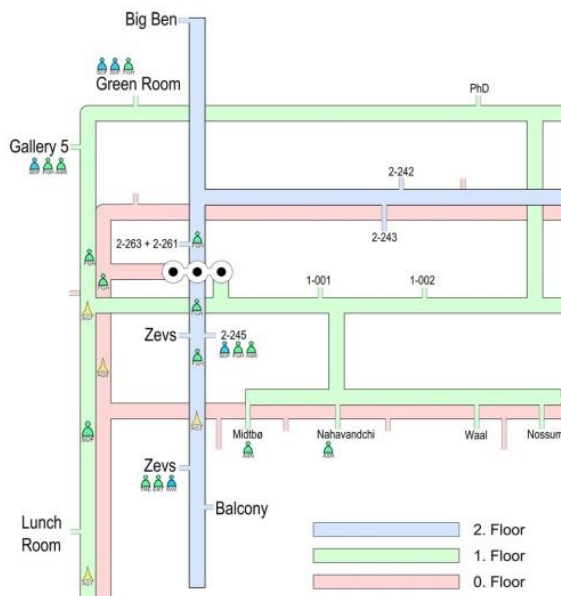 Big Ben
Green Room
PhD
Gallery 5
2-242
2-243
2-263 + 2-261
1-001
1-002
Zevs
2-245
Midtbø
Nahavandchi
Waal
Nossum
Zevs
Balcony
Lunch
Room
2. Floor
1. Floor
0. Floor